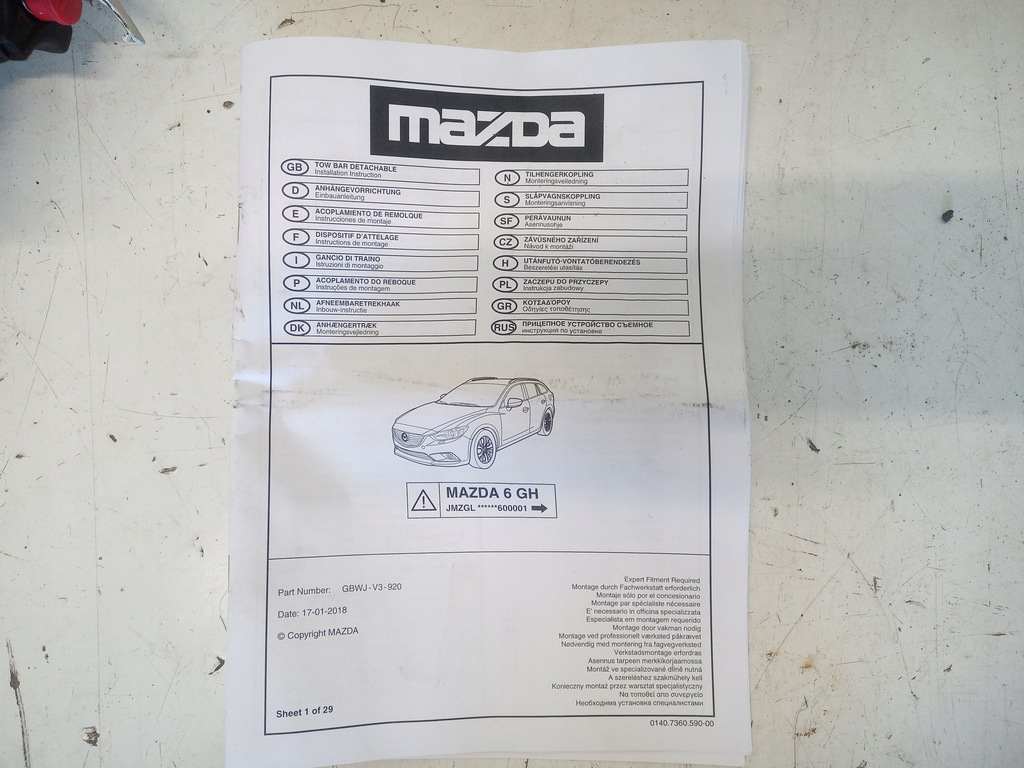 mazda
GB TOW BAR DETACHABLE
Installation Instruction
D ANHÄNGEVORRICHTUNG
Einbauanleitung
E ACOPLAMIENTO DE REMOLQUE
Instrucciones de montaje
F DISPOSITIF D'ATTELAGE
Instructions de montage
I GANCIO DI TRAINO
Istruzioni di montaggio
P ACOPLAMENTO DO REBOQUE
Instruções de montagem
NL AFNEEMBARETREKHAAK
Inbouw-instructie
DK ANHÆNGERTRÆK
Monteringsvejledning
N TILHENGERKOPLING
Monteringsveiledning
S SLÄPVAGNSKOPPLING
Monteringsanvisning
SF PERÄVAUNUN
Asennusohje
CZ ZÁVÚSNÉHO ZAŘÍZENÍ
Návod k montáži
H UTÁNFUTÓ-VONTATÓBERENDEZÉS
Beszerelési utasítás
PL ZACZEPU DO PRZYCZEPY
Instrukcja zabudowy
GR ΚΟΤΣΑΔΌΡΟΥ
Οδηγίες τοποθέτησης
RUS ПРИЦЕПНОЕ УСТРОЙСТВО СЪЕМНОЕ
инструкция по установке
MAZDA 6 GH
JMZGL ******600001
Part Number: GBWJ-V3-920
Date: 17-01-2018
© Copyright MAZDA
Expert Fitment Required
Montage durch Fachwerkstatt erforderlich
Montaje sólo por el concesionario
Montage par spécialiste nécessaire
E' necessario in officina specializzata
Especialista em montagem requerido
Montage door vakman nodig
Montage ved professionelt værksted påkrævet
Nødvendig med montering fra fagvegverksted
Verkstadsmontage erfordras
Asennus tarpeen merkkikorjaamossa
Montáž ve specializované dílně nutná
A szereléshez szakmühely kell
Konieczny montaż przez warsztat specjalistyczny
Να τοποθεί απο συνεργείο
Необходима установка специалистами
Sheet 1 of 29
0140.7360.590-00